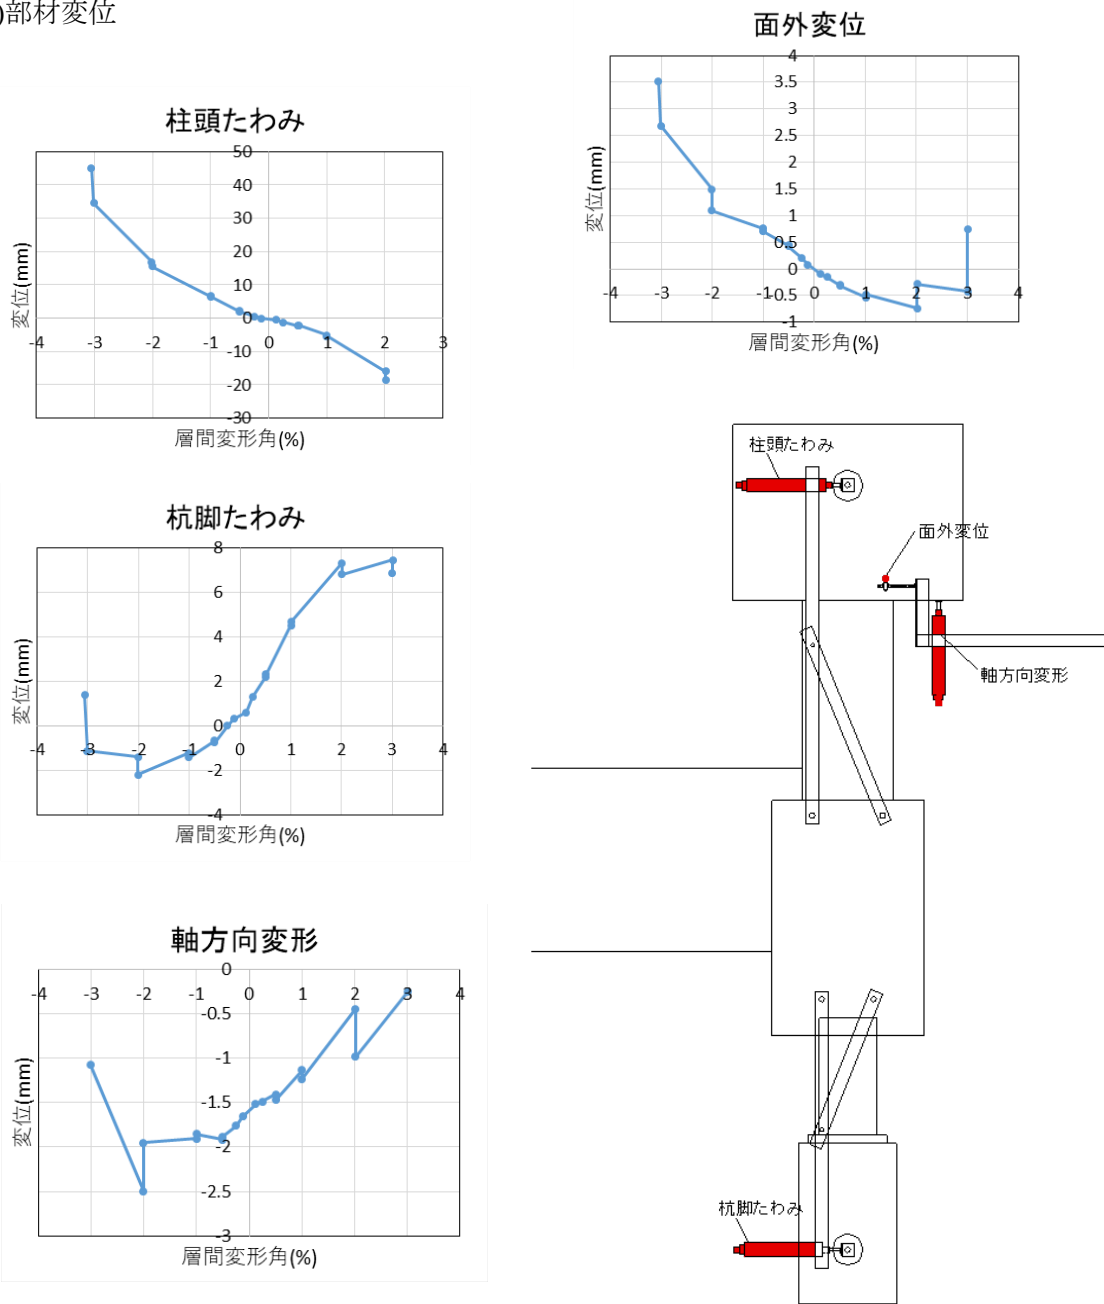 )部材変位
柱頭たわみ
50
40
30
20
10
0
-10
-20
-30
-4 -3 -2 -1 0 1 2 3
変位(mm)
層間変形角(%)
杭脚たわみ
8
6
4
2
0
-2
-4
-4 -3 -2 -1 0 1 2 3 4
変位(mm)
層間変形角(%)
軸方向変形
0
-4 -3 -2 -1 0 1 2 3 4
-0.5
-1
-1.5
-2
-2.5
-3
変位(mm)
層間変形角(%)
面外変位
4
3.5
3
2.5
2
1.5
1
0.5
0
-0.5
-1
-4 -3 -2 -1 0 1 2 3 4
変位(mm)
層間変形角(%)
柱頭たわみ
面外変位
軸方向変形
杭脚たわみ